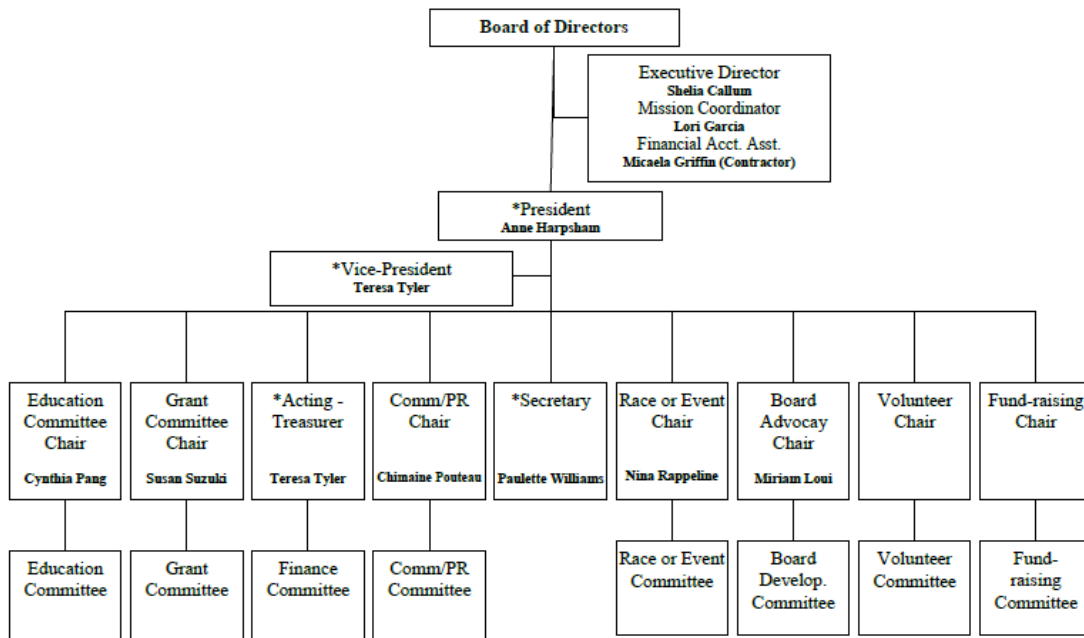 Board of Directors
Executive Director
Shelia Callum
Mission Coordinator
Lori Garcia
Financial Acct. Asst.
Micaela Griffin (Contractor)
*President
Anne Harpsham
*Vice-President
Teresa Tyler
Education
Committee
Chair
Cynthia Pang
Grant
Committee
Chair
Susan Suzuki
*Acting -
Treasurer
Teresa Tyler
Comm/PR
Chair
Chimaine Pouteau
*Secretary
Paulette Williams
Race or Event
Chair
Nina Rappeline
Board
Advocay
Chair
Miriam Loui
Volunteer
Chair
Fund-raising
Chair
Education
Committee
Grant
Committee
Finance
Committee
Comm/PR
Committee
Race or Event
Committee
Board
Develop.
Committee
Volunteer
Committee
Fund-
raising
Committee